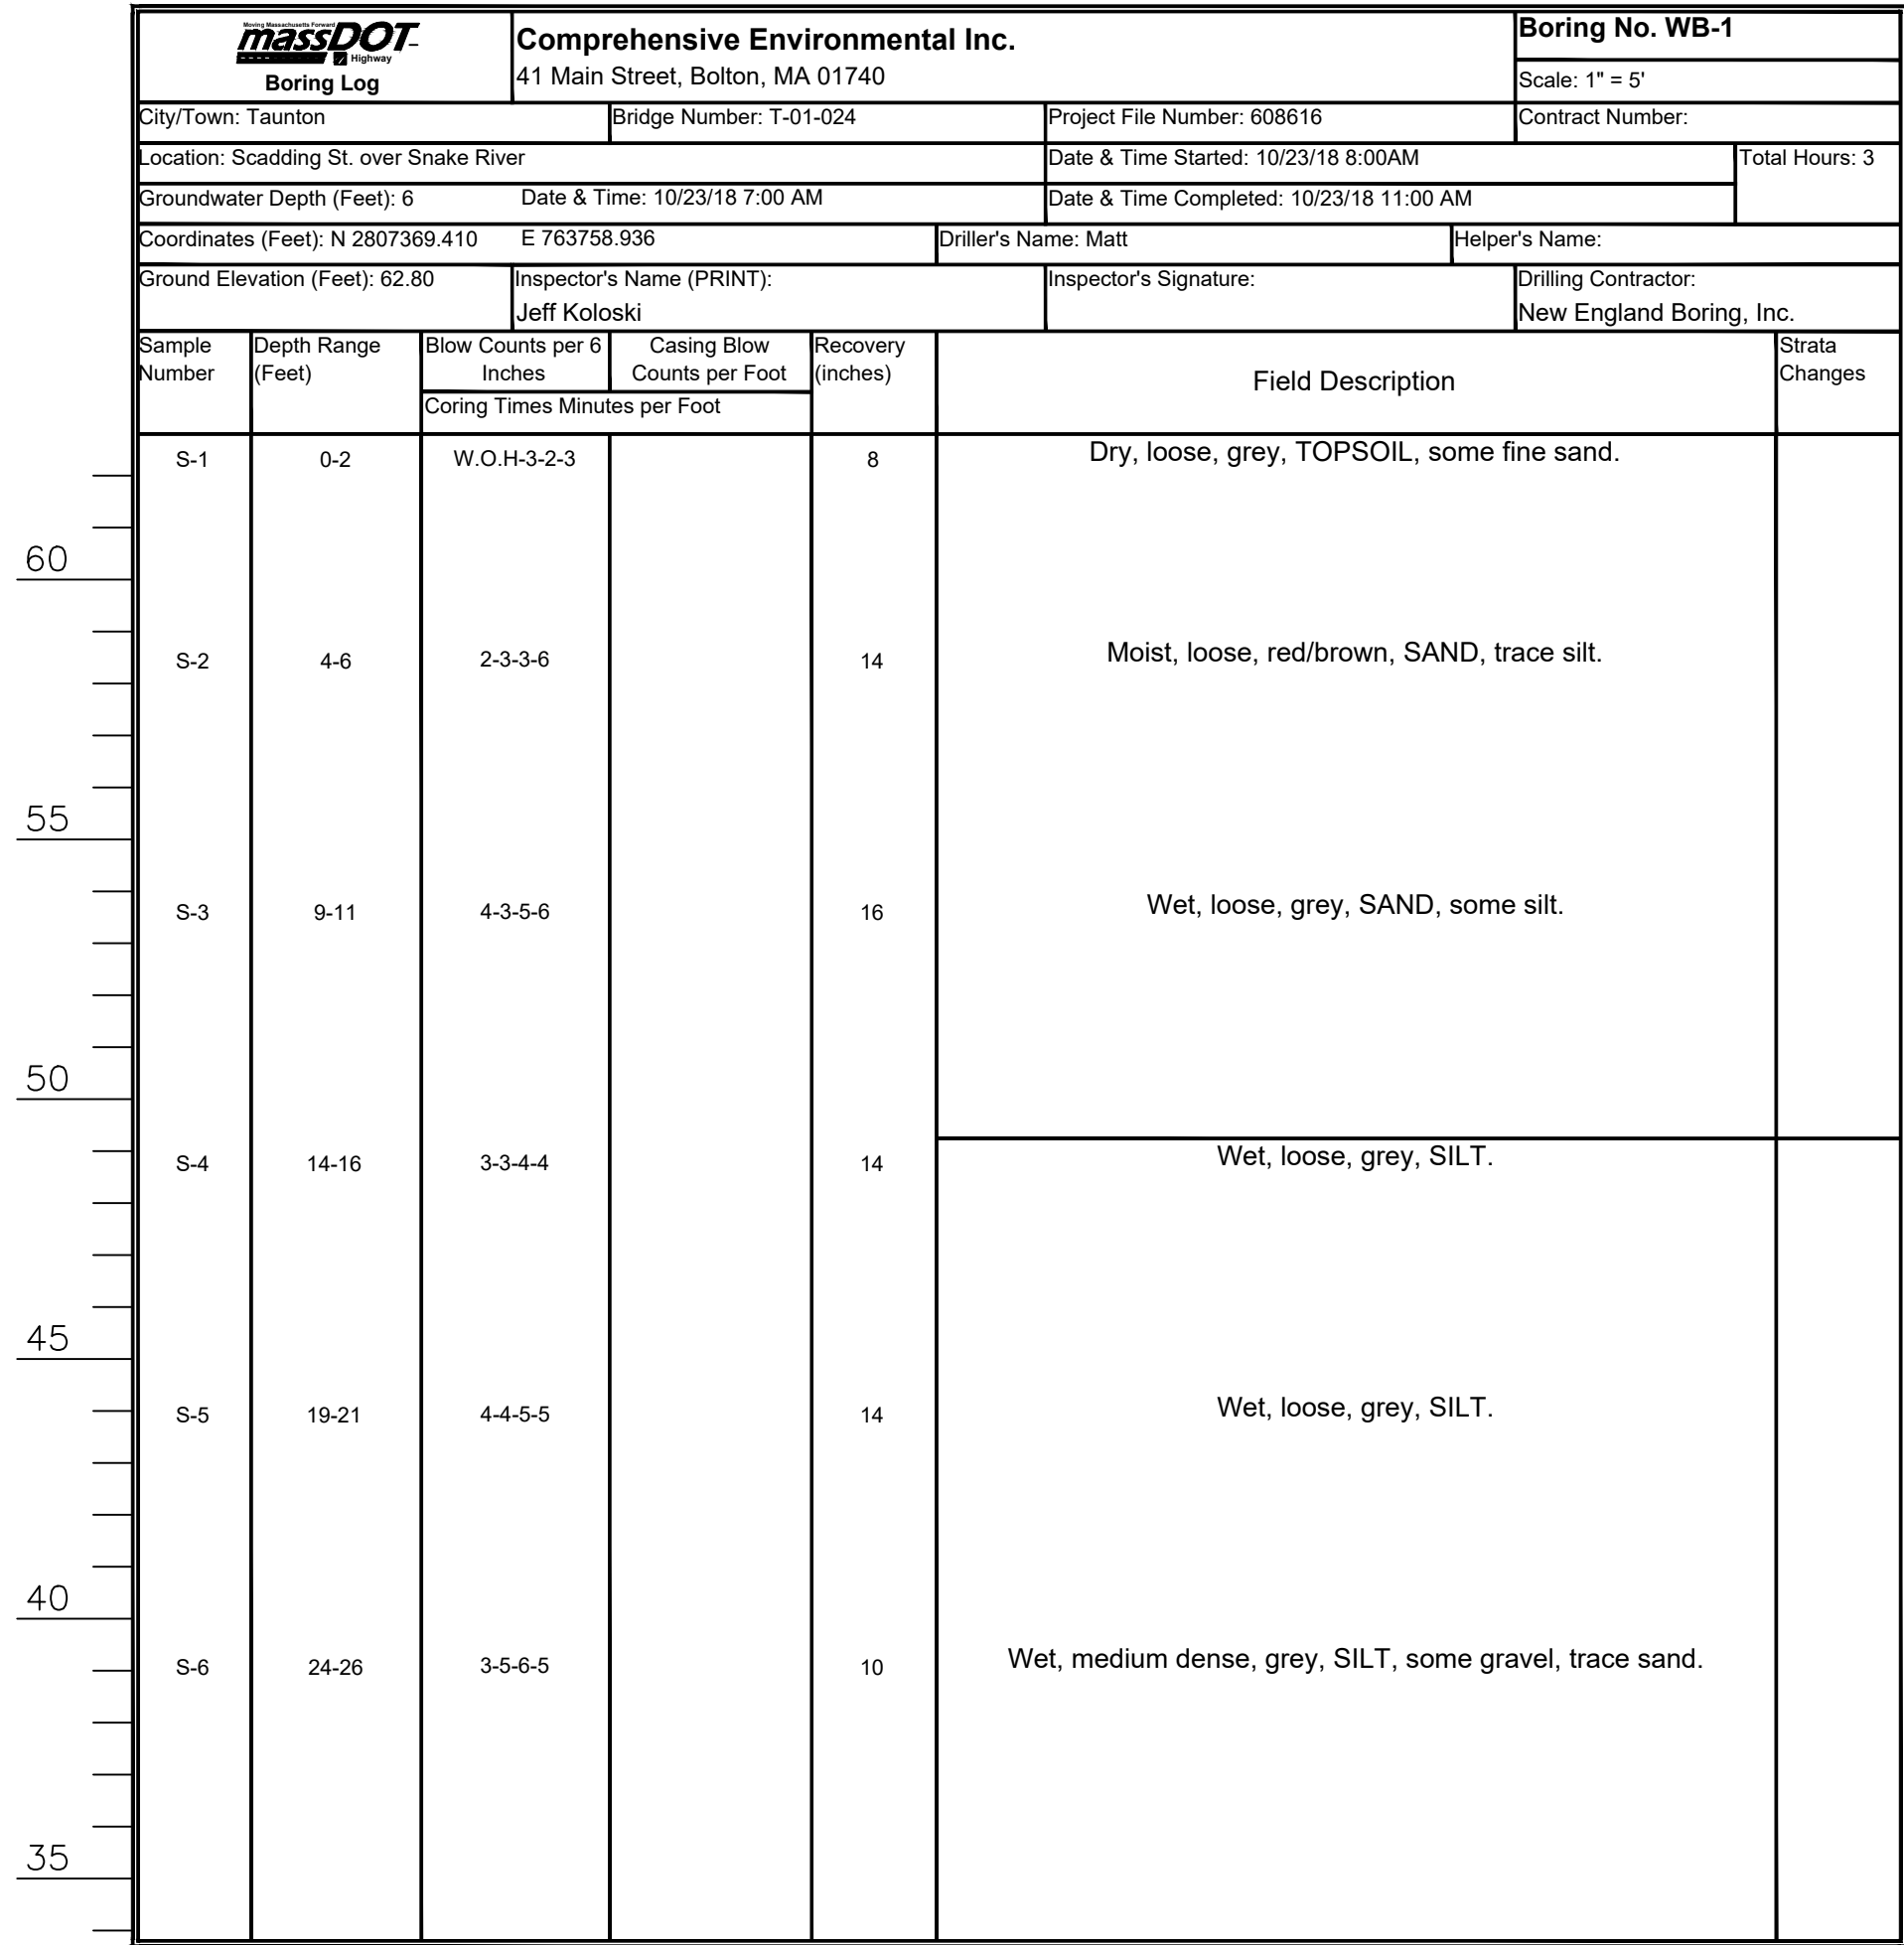 Moving Massachusetts Forward
massDOT
Highway
Boring Log
Comprehensive Environmental Inc.
41 Main Street, Bolton, MA 01740
Boring No. WB-1
Scale: 1" = 5'
City/Town: Taunton
Bridge Number: T-01-024
Project File Number: 608616
Contract Number:
Location: Scadding St. over Snake River
Date & Time Started: 10/23/18 8:00AM
Total Hours: 3
Groundwater Depth (Feet): 6
Date & Time: 10/23/18 7:00 AM
Date & Time Completed: 10/23/18 11:00 AM
Coordinates (Feet): N 2807369.410 E 763758.936
Driller's Name: Matt
Helper's Name:
Ground Elevation (Feet): 62.80
Inspector's Name (PRINT):
Jeff Koloski
Inspector's Signature:
Drilling Contractor:
New England Boring, Inc.
Sample
Number
Depth Range
(Feet)
Blow Counts per 6
Inches
Casing Blow
Counts per Foot
Coring Times Minutes per Foot
Recovery
(inches)
Field Description
Strata
Changes
S-1 0-2 W.O.H-3-2-3 8 Dry, loose, grey, TOPSOIL, some fine sand.
60
S-2 4-6 2-3-3-6 14 Moist, loose, red/brown, SAND, trace silt.
55
S-3 9-11 4-3-5-6 16 Wet, loose, grey, SAND, some silt.
50
S-4 14-16 3-3-4-4 14 Wet, loose, grey, SILT.
45
S-5 19-21 4-4-5-5 14 Wet, loose, grey, SILT.
40
S-6 24-26 3-5-6-5 10 Wet, medium dense, grey, SILT, some gravel, trace sand.
35